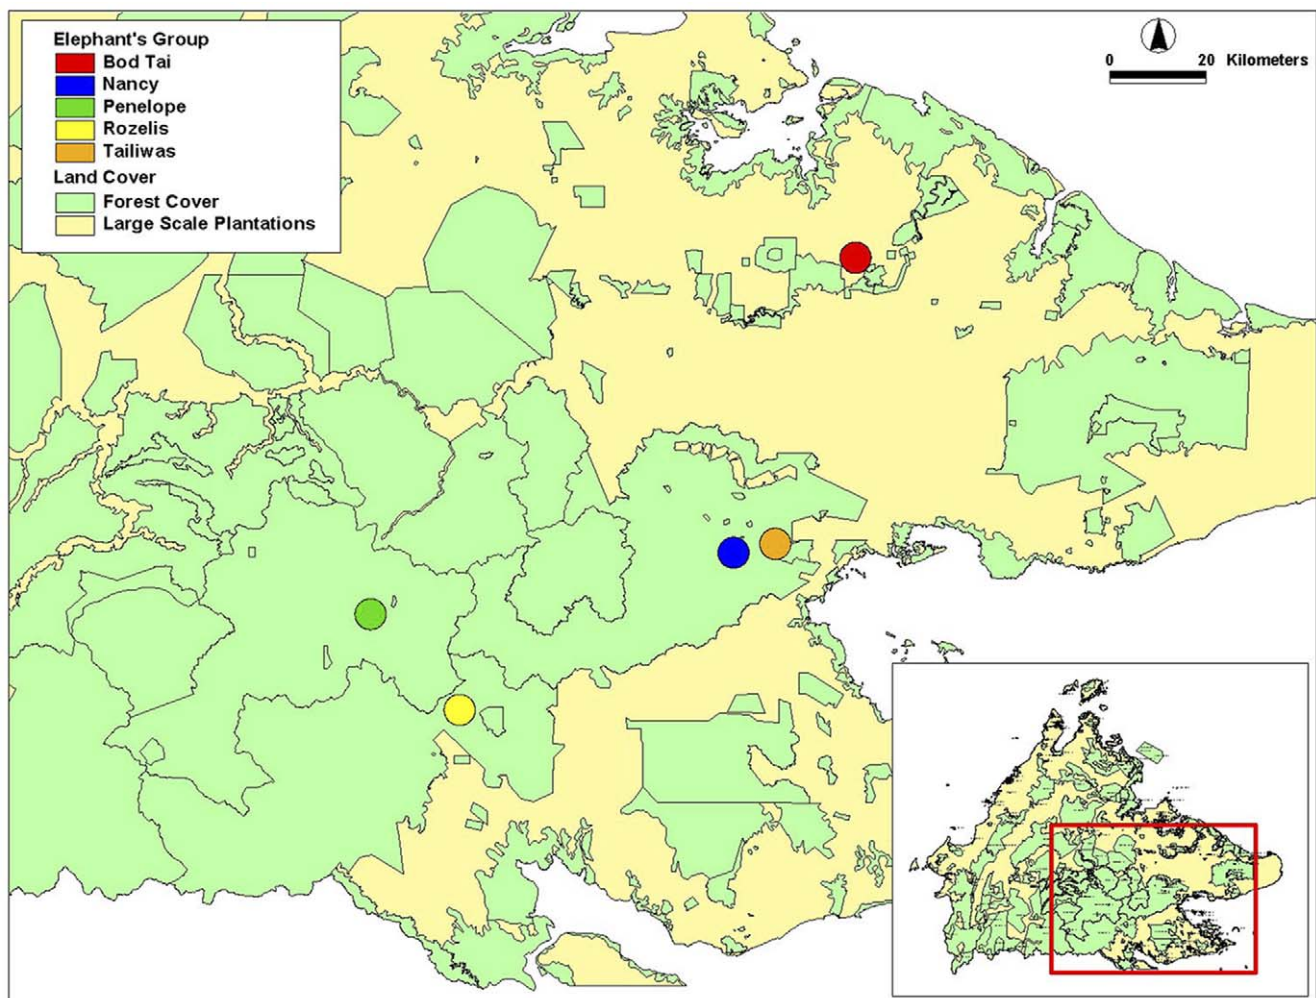 Elephant's Group
Bod Tai
Nancy
Penelope
Rozelis
Tailiwas
Land Cover
Forest Cover
Large Scale Plantations
0 20 Kilometers